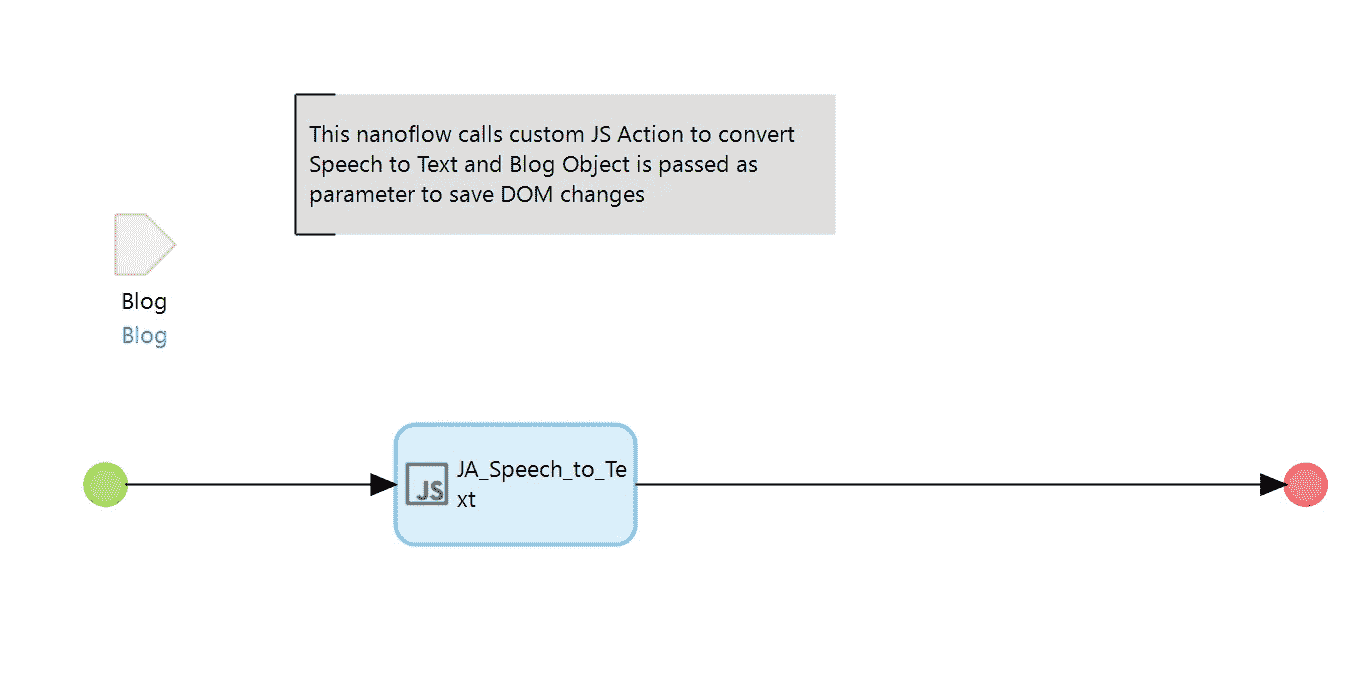 This nanoflow calls custom JS Action to convert
Speech to Text and Blog Object is passed as
parameter to save DOM changes
Blog
Blog
JS
JA_Speech_to_Te
xt